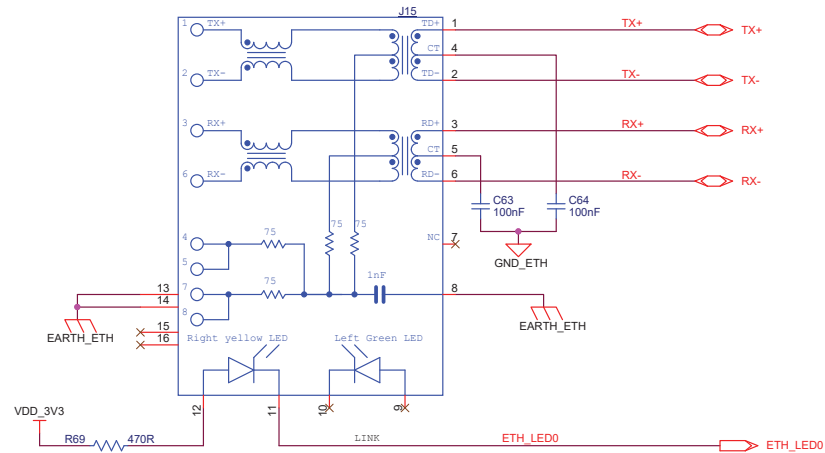 J15
1 TX+ TD+ 1 TX+ TX+
CT 4
2 TX- TD- 2 TX- TX-
3 RX+ RD+ 3 RX+ RX+
CT 5
6 RX- RD- 6 RX- RX-
C63 C64
100nF 100nF
4 75 75 75 NC 7
5
GND_ETH
75 1nF
13 7 8
14
8
EARTH_ETH EARTH_ETH
15
16
Right yellow LED Left Green LED
12 11 10 9
VDD_3V3
R69 470R LINK ETH_LED0 ETH_LED0